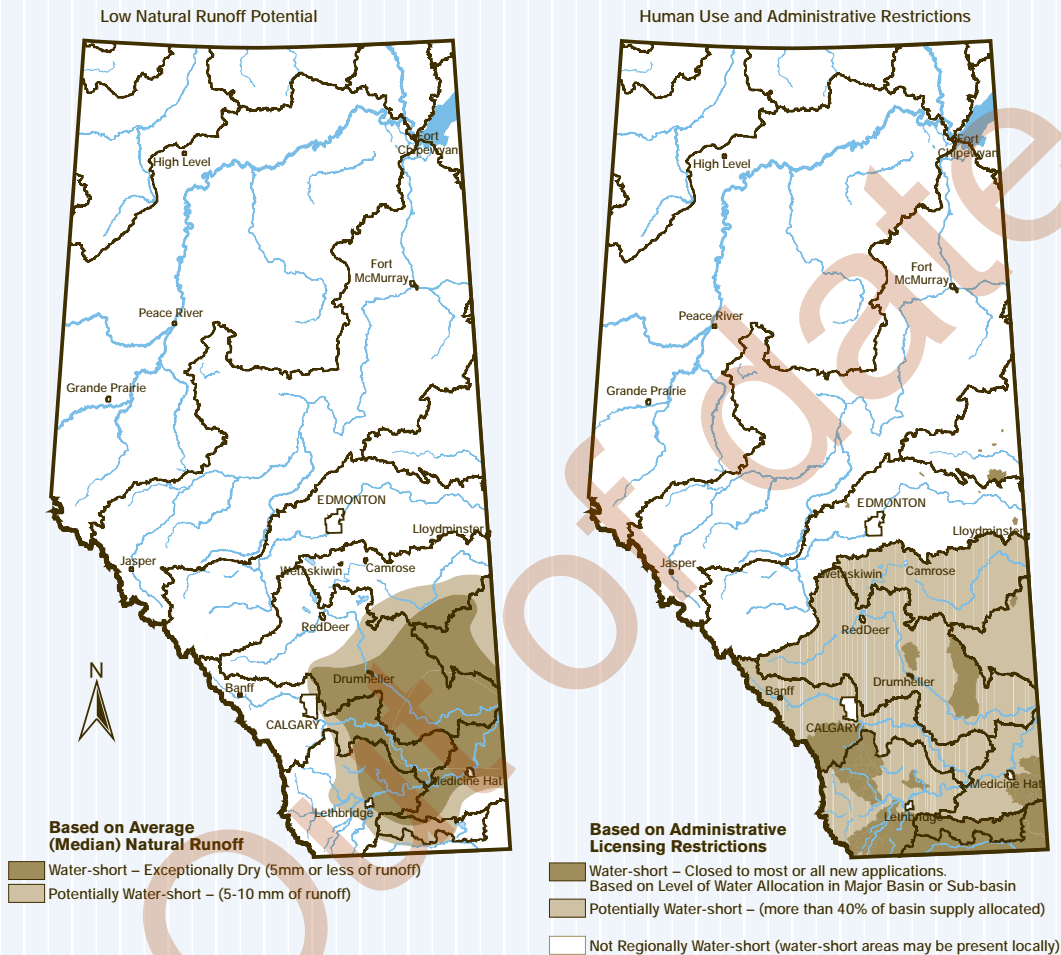 Low Natural Runoff Potential
High Level
Fort
Chipewyan
Fort
McMurray
Peace River
Grande Prairie
EDMONTON
Lloydminster
Jasper
Wetaskiwin
Camrose
RedDeer
N
Banff
Drumheller
CALGARY
Medicine Hat
Lethbridge
Based on Average
(Median) Natural Runoff
Water-short – Exceptionally Dry (5mm or less of runoff)
Potentially Water-short – (5-10 mm of runoff)
Human Use and Administrative Restrictions
High Level
Fort
Chipewyan
Fort
McMurray
Peace River
Grande Prairie
EDMONTON
Lloydminster
Jasper
Wetaskiwin
Camrose
RedDeer
Banff
Drumheller
CALGARY
Medicine Hat
Lethbridge
Based on Administrative
Licensing Restrictions
Water-short – Closed to most or all new applications.
Based on Level of Water Allocation in Major Basin or Sub-basin
Potentially Water-short – (more than 40% of basin supply allocated)
Not Regionally Water-short (water-short areas may be present locally)
Out of date